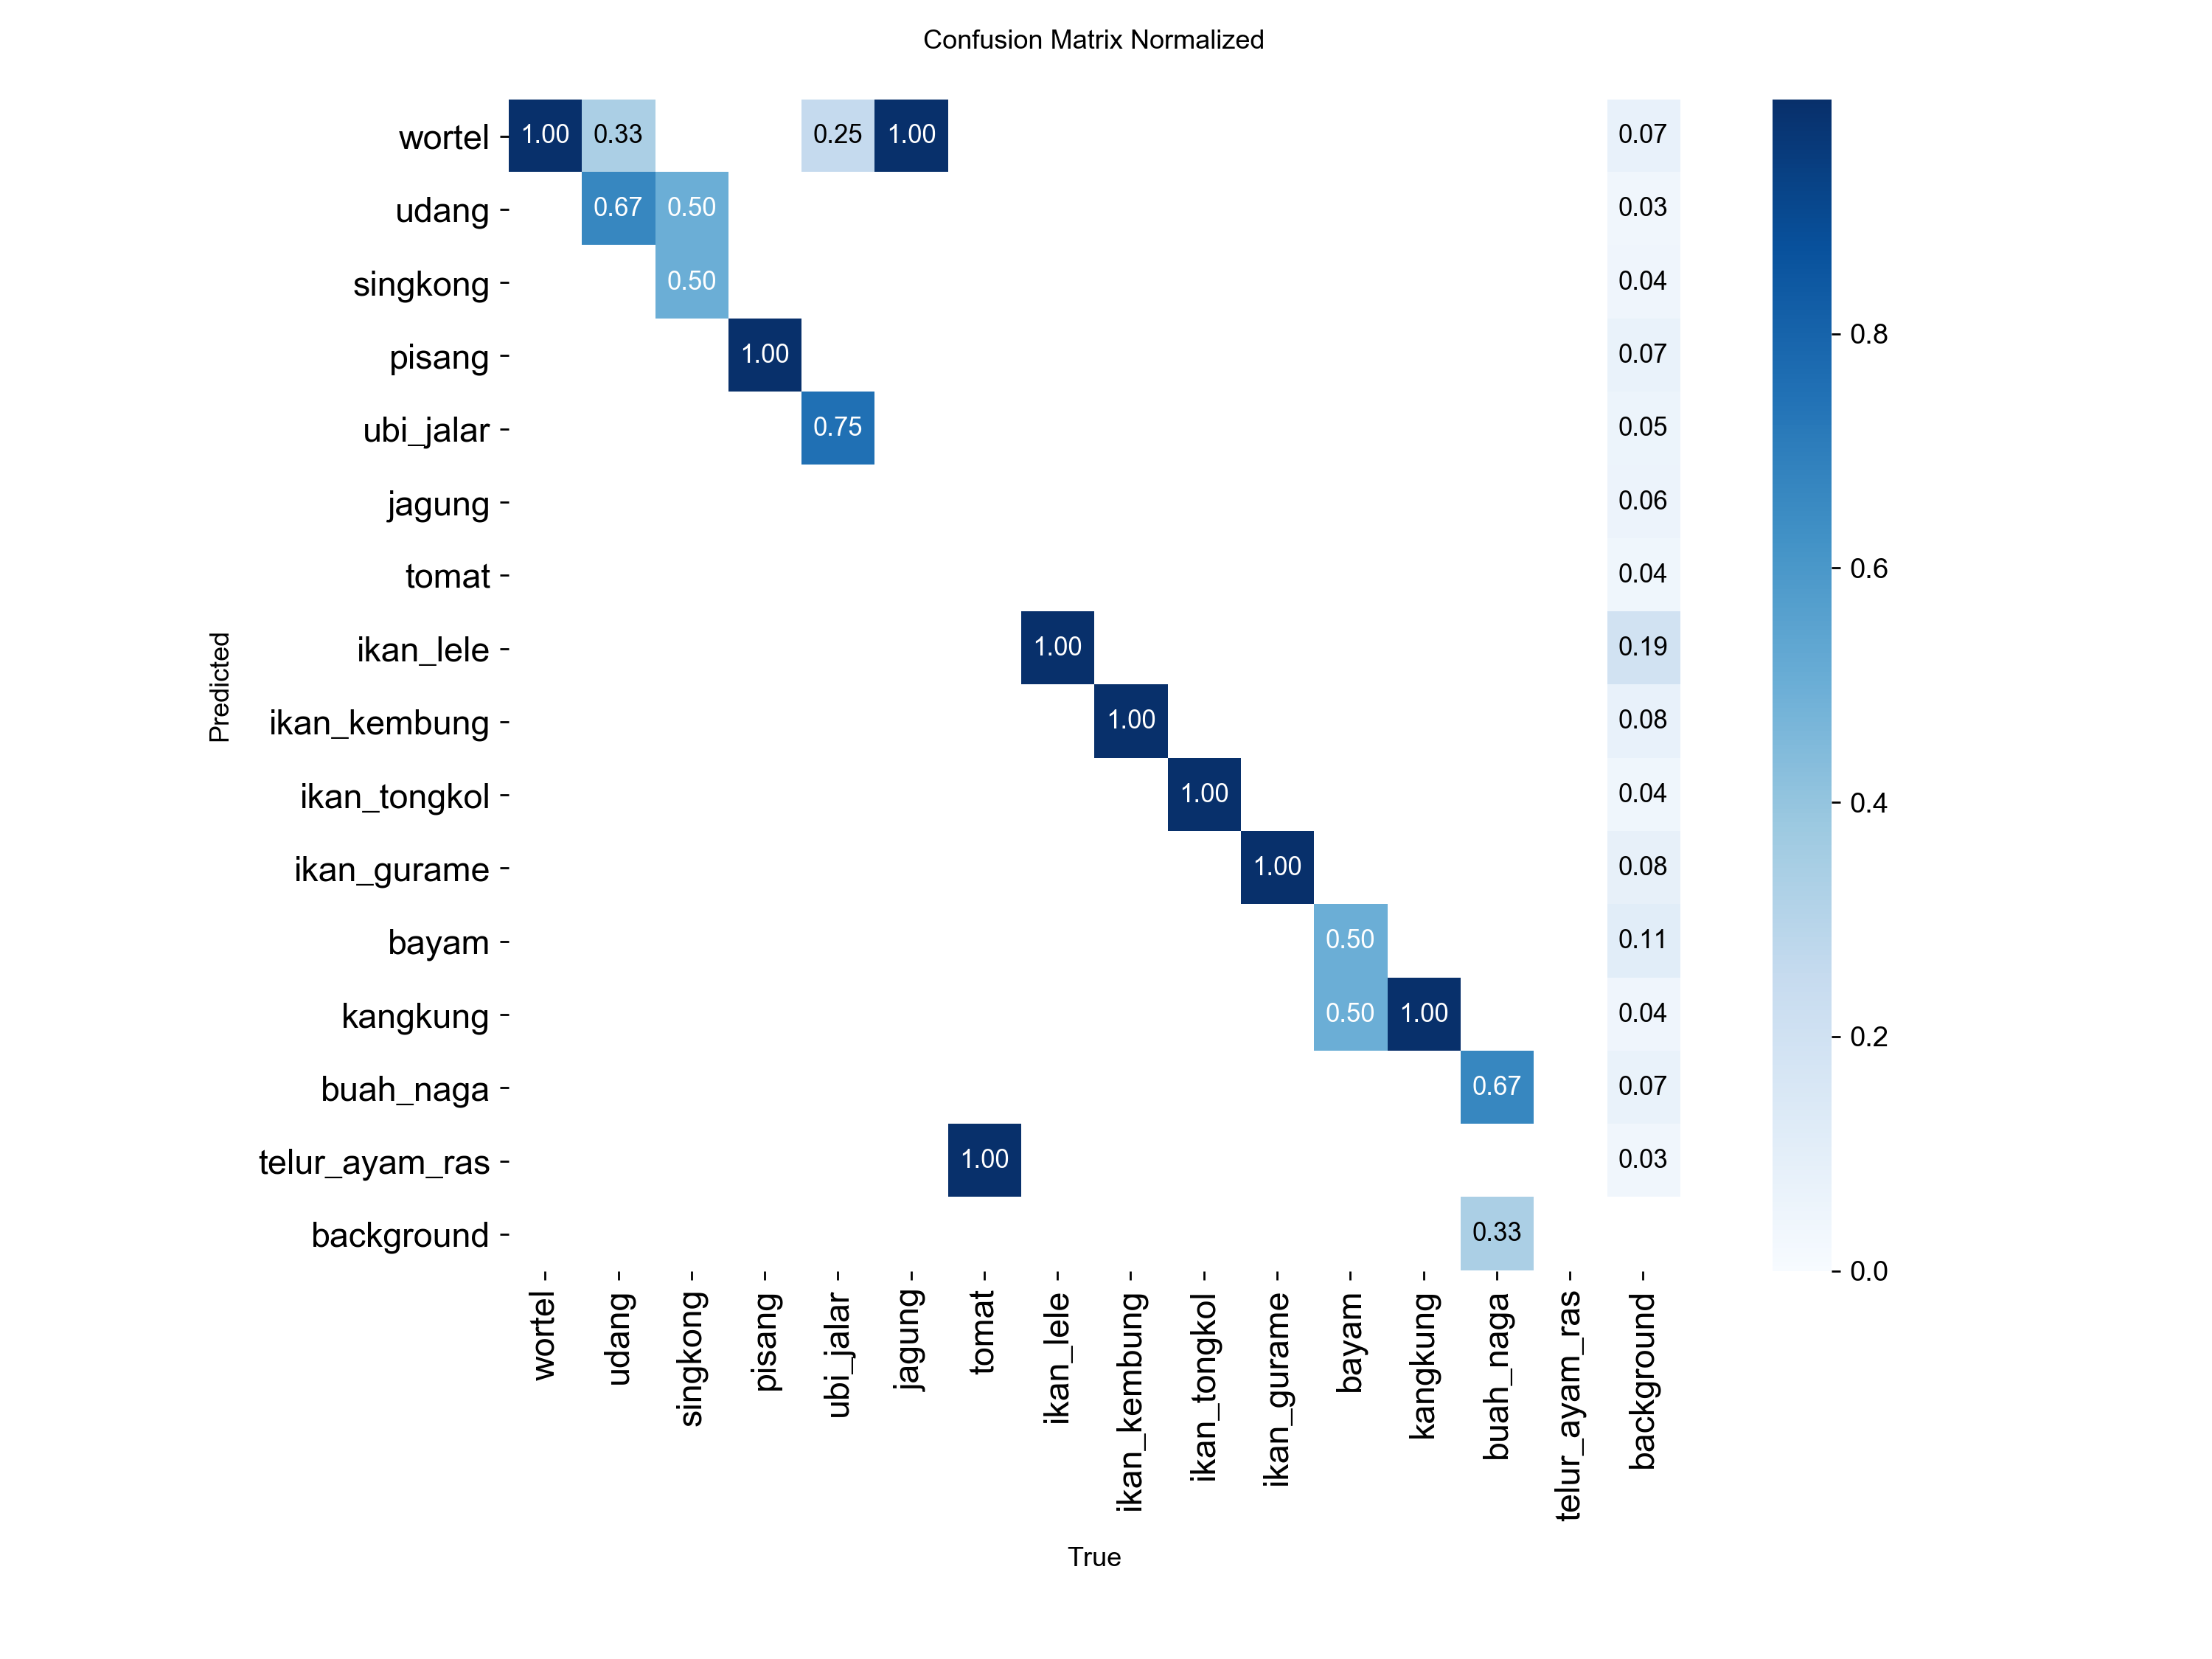 Confusion Matrix Normalized
wortel 1.00 0.33 0.25 1.00 0.07
udang 0.67 0.50 0.03
singkong 0.50 0.04
pisang 1.00 0.07
ubi_jalar 0.75 0.05
jagung 0.06
tomat 0.04
ikan_lele 1.00 0.19
ikan_kembung 1.00 0.08
ikan_tongkol 1.00 0.04
ikan_gurame 1.00 0.08
bayam 0.50 0.11
kangkung 0.50 1.00 0.04
buah_naga 0.67 0.07
telur_ayam_ras 1.00 0.03
background 0.33
Predicted
wortel
udang
singkong
pisang
ubi_jalar
jagung
tomat
ikan_lele
ikan_kembung
ikan_tongkol
ikan_gurame
bayam
kangkung
buah_naga
telur_ayam_ras
background
True
0.8
0.6
0.4
0.2
0.0